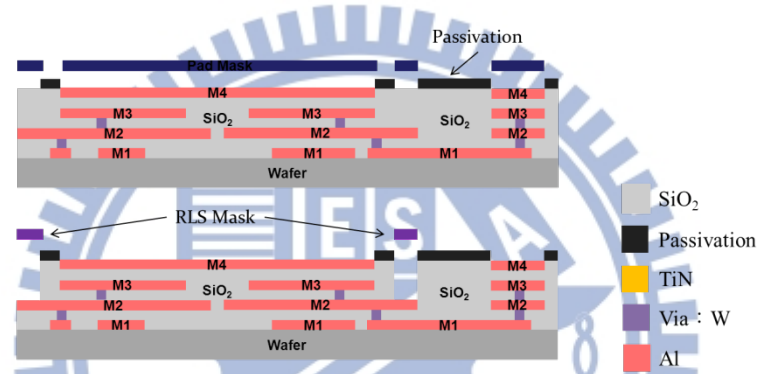 Passivation
Pad Mask
M4 M4
M3 M3 M3
SiO₂ SiO₂
M2 M2 M2
M1 M1 M1
Wafer
RLS Mask
M4 M4
M3 M3 M3
SiO₂ SiO₂
M2 M2 M2
M1 M1 M1
Wafer
SiO₂
Passivation
TiN
Via：W
Al
E S A
8